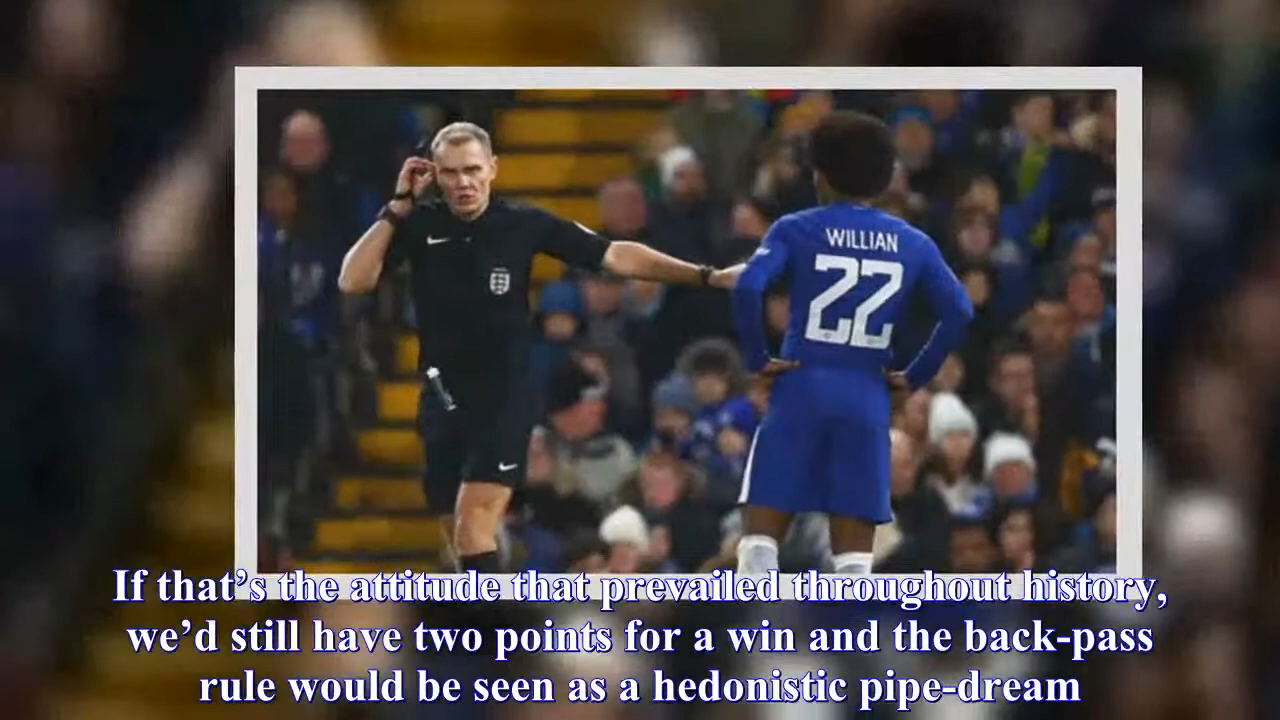 WILLIAN
22
If that’s the attitude that prevailed throughout history,
we’d still have two points for a win and the back-pass
rule would be seen as a hedonistic pipe-dream